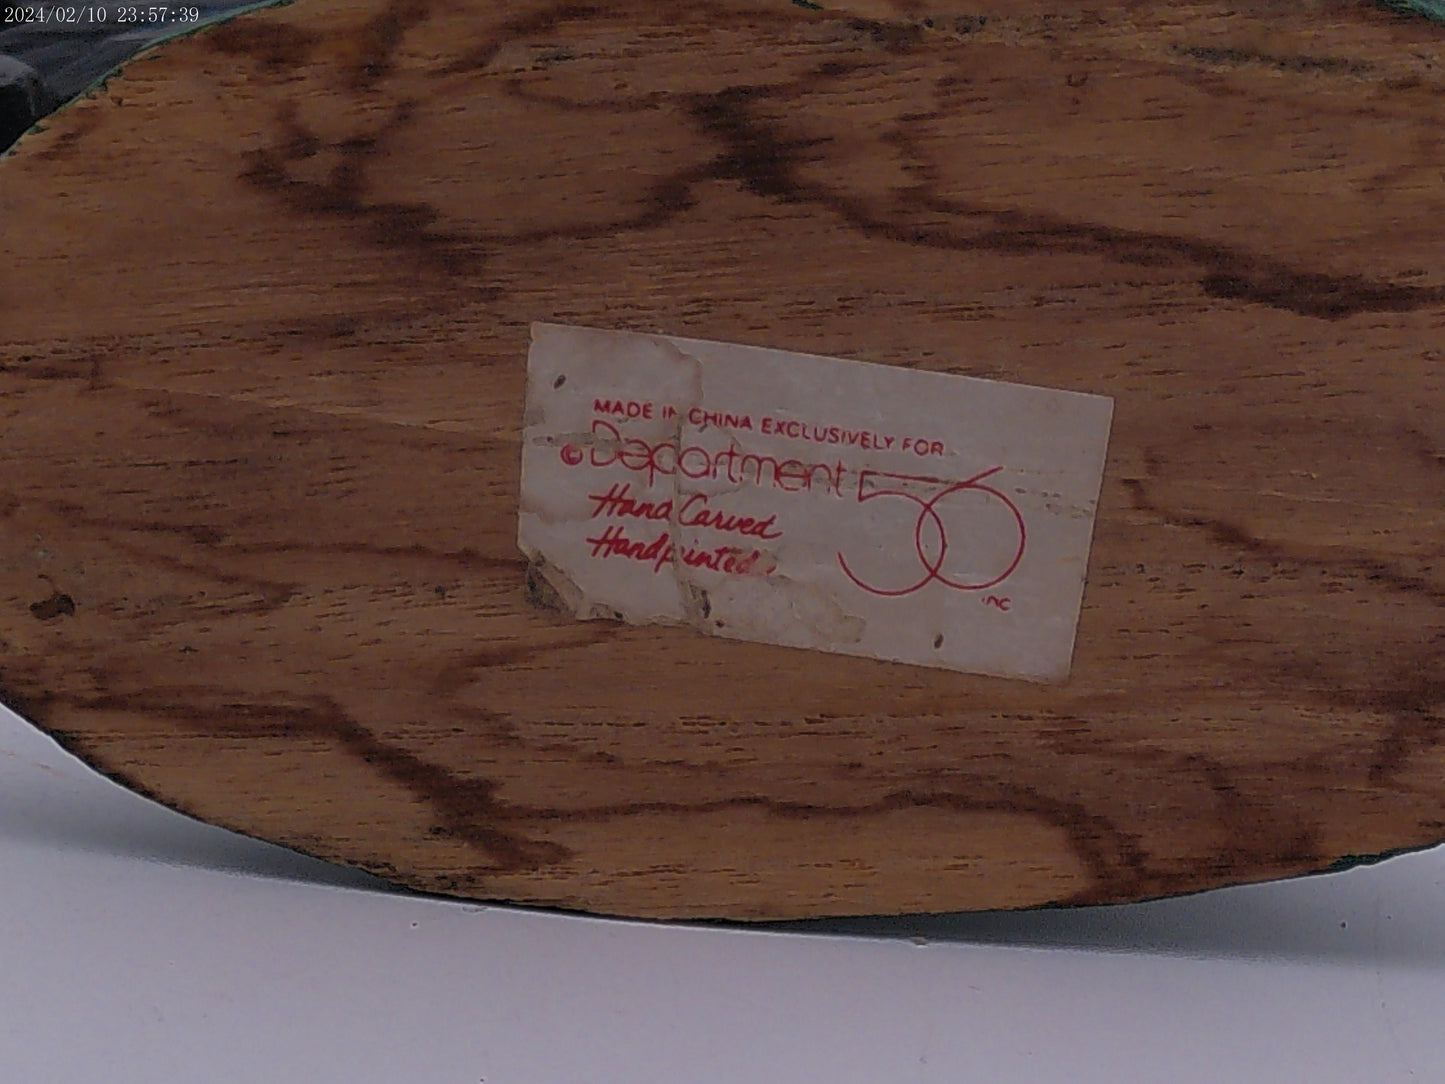 2024/02/10 23:57:39
MADE IN CHINA EXCLUSIVELY FOR
© Department 56
Hand Carved
Handpainted
INC